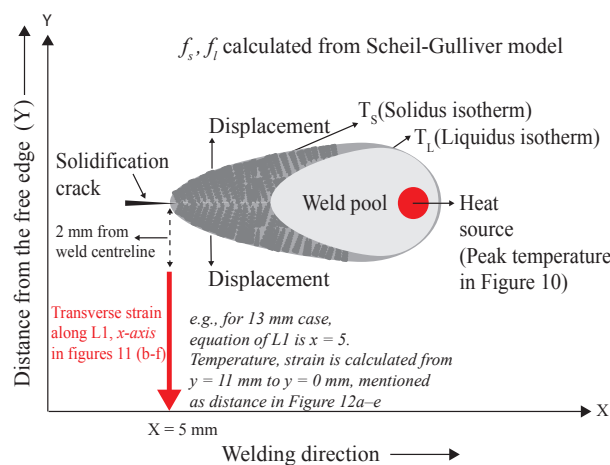 Y
f_s, f_l calculated from Scheil-Gulliver model
T_S(Solidus isotherm)
Displacement
T_L(Liquidus isotherm)
Solidification
crack
Weld pool
Heat
source
(Peak temperature
in Figure 10)
2 mm from
weld centreline
Displacement
Transverse strain
along L1, x-axis
in figures 11 (b-f)
e.g., for 13 mm case,
equation of L1 is x = 5.
Temperature, strain is calculated from
y = 11 mm to y = 0 mm, mentioned
as distance in Figure 12a–e
Distance from the free edge (Y)
X
X = 5 mm
Welding direction